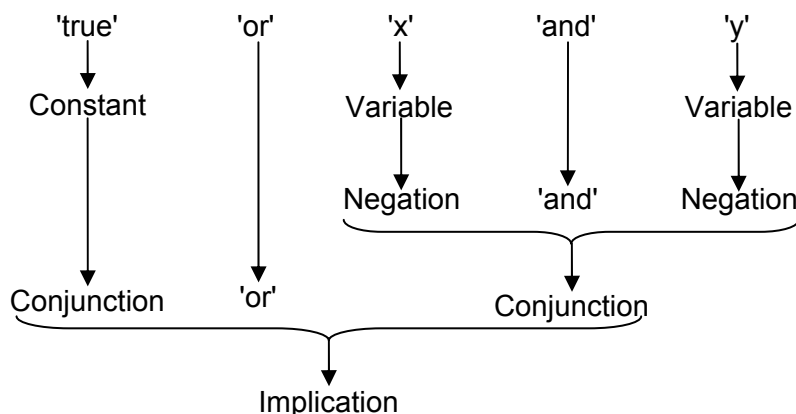 'true' 'or' 'x' 'and' 'y'
Constant Variable Variable
Negation 'and' Negation
Conjunction 'or' Conjunction
Implication